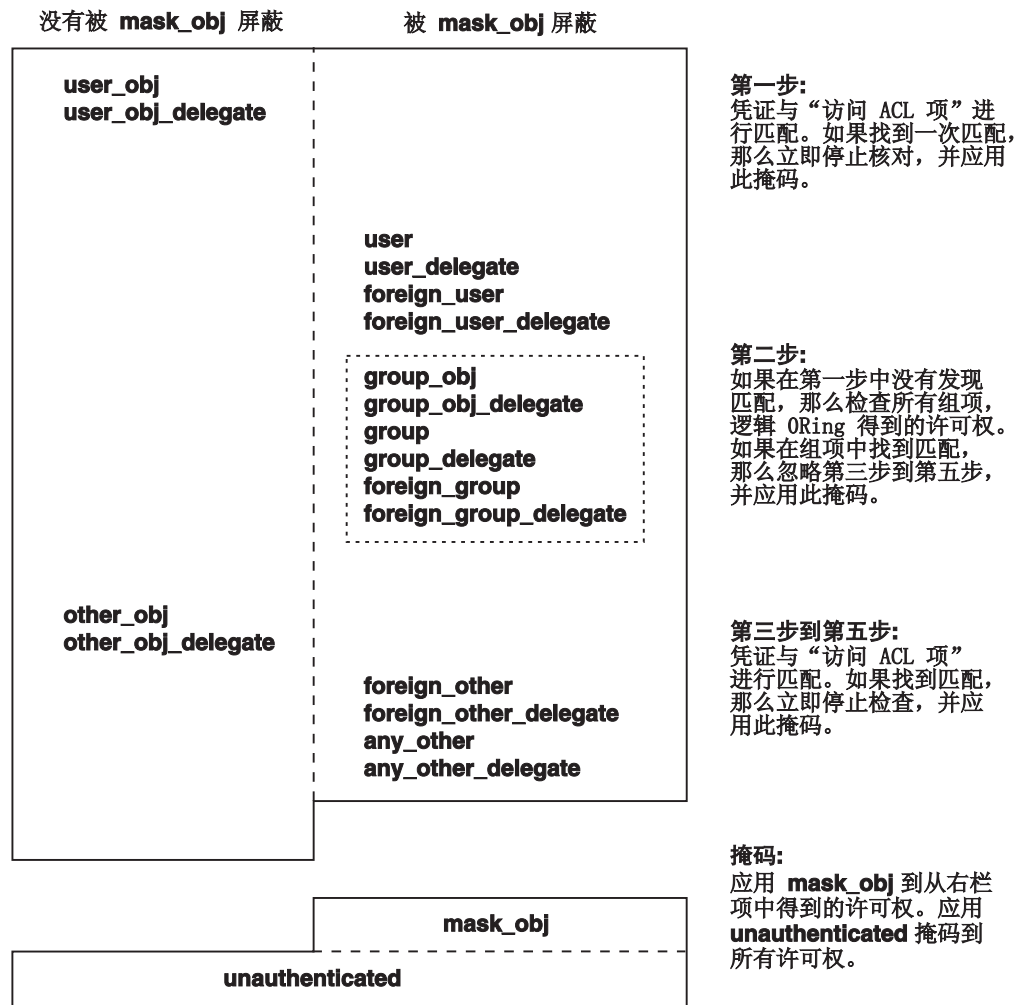 没有被 mask_obj 屏蔽
被 mask_obj 屏蔽
user_obj
user_obj_delegate
第一步:
凭证与“访问 ACL 项”进
行匹配。如果找到一次匹配,
那么立即停止核对，并应用
此掩码。
user
user_delegate
foreign_user
foreign_user_delegate
group_obj
group_obj_delegate
group
group_delegate
foreign_group
foreign_group_delegate
第二步:
如果在第一步中没有发现
匹配，那么检查所有组项，
逻辑 ORing 得到的许可权。
如果在组项中找到匹配，
那么忽略第三步到第五步，
并应用此掩码。
other_obj
other_obj_delegate
第三步到第五步:
凭证与“访问 ACL 项”
进行匹配。如果找到匹配，
那么立即停止检查，并应
用此掩码。
foreign_other
foreign_other_delegate
any_other
any_other_delegate
掩码:
应用 mask_obj 到从右栏
项中得到的许可权。应用
unauthenticated 掩码到
所有许可权。
mask_obj
unauthenticated